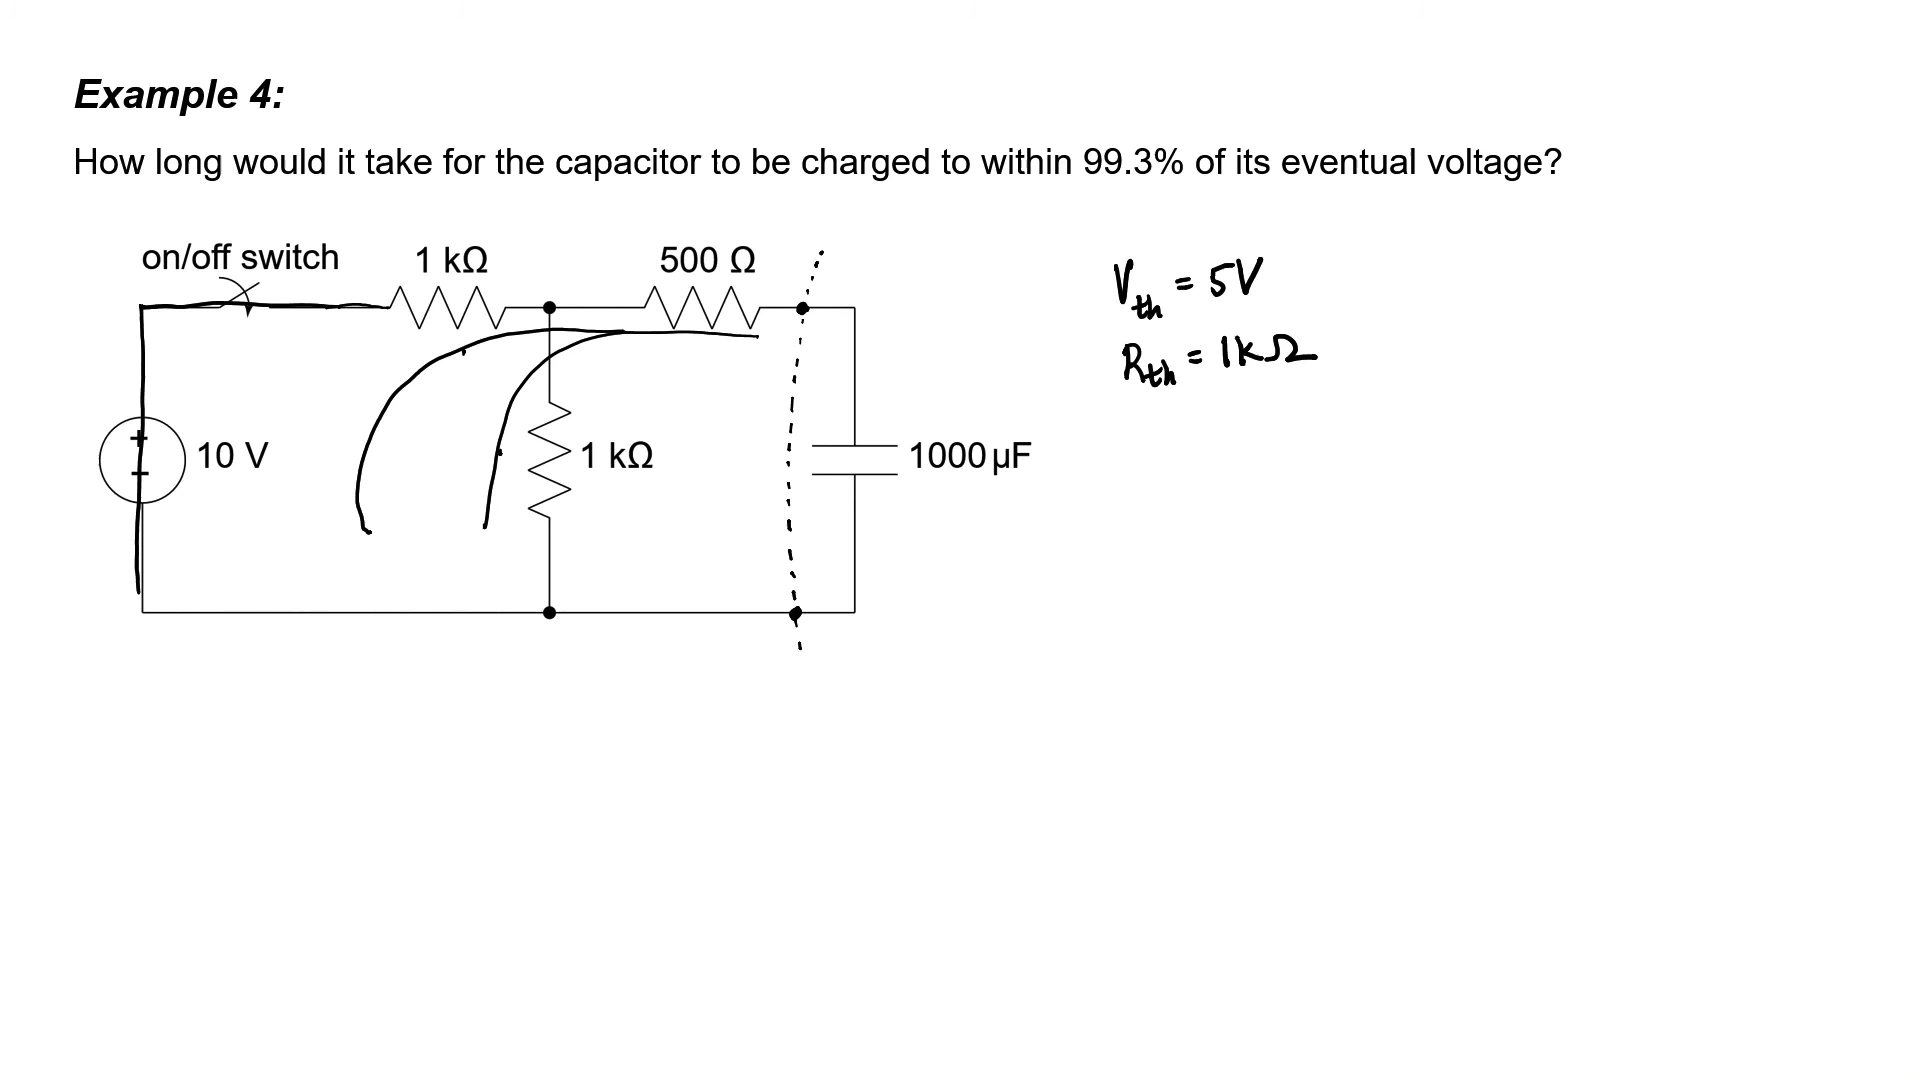 Example 4:
How long would it take for the capacitor to be charged to within 99.3% of its eventual voltage?
on/off switch
1 kΩ
500 Ω
V_th = 5V
R_th = 1kΩ
+
10 V
1 kΩ
1000 µF